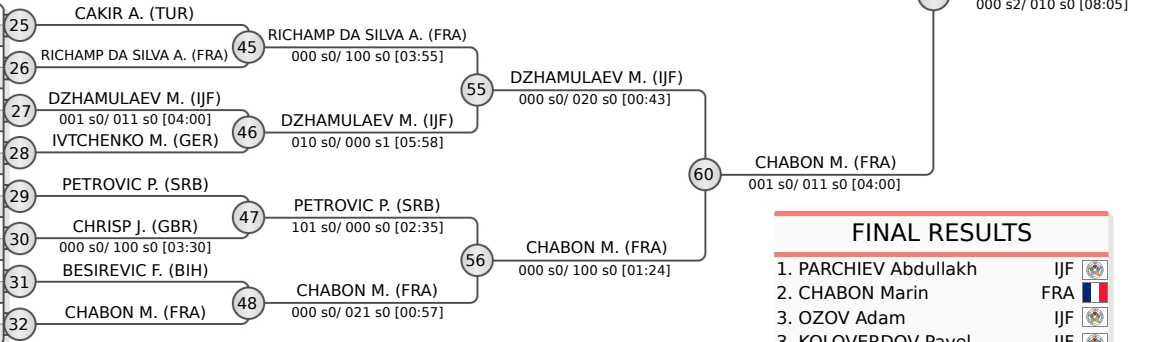 000 s2/ 010 s0 [08:05]
25
CAKIR A. (TUR)
26
RICHAMP DA SILVA A. (FRA)
45
RICHAMP DA SILVA A. (FRA)
000 s0/ 100 s0 [03:55]
27
DZHAMULAEV M. (IJF)
001 s0/ 011 s0 [04:00]
28
IVTCHENKO M. (GER)
46
DZHAMULAEV M. (IJF)
010 s0/ 000 s1 [05:58]
55
DZHAMULAEV M. (IJF)
000 s0/ 020 s0 [00:43]
29
PETROVIC P. (SRB)
30
CHRISP J. (GBR)
000 s0/ 100 s0 [03:30]
47
PETROVIC P. (SRB)
101 s0/ 000 s0 [02:35]
31
BESIREVIC F. (BIH)
32
CHABON M. (FRA)
48
CHABON M. (FRA)
000 s0/ 021 s0 [00:57]
56
CHABON M. (FRA)
000 s0/ 100 s0 [01:24]
60
CHABON M. (FRA)
001 s0/ 011 s0 [04:00]
FINAL RESULTS
1. PARCHIEV Abdullakh IJF
2. CHABON Marin FRA
3. OZOV Adam IJF
3. KOLOVERDOV Pavel IJF